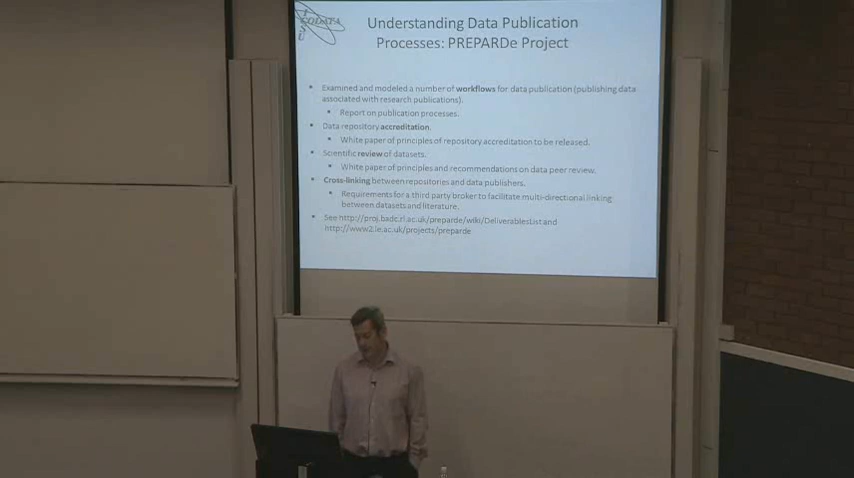 CODATA
Understanding Data Publication
Processes: PREPARDe Project
Examined and modeled a number of workflows for data publication (publishing data
associated with research publications).
Report on publication processes.
Data repository accreditation.
White paper of principles of repository accreditation to be released.
Scientific review of datasets.
White paper of principles and recommendations on data peer review.
Cross-linking between repositories and data publishers.
Requirements for a third party broker to facilitate multi-directional linking
between datasets and literature.
See http://proj.badc.rl.ac.uk/preparde/wiki/DeliverablesList and
http://www2.le.ac.uk/projects/preparde